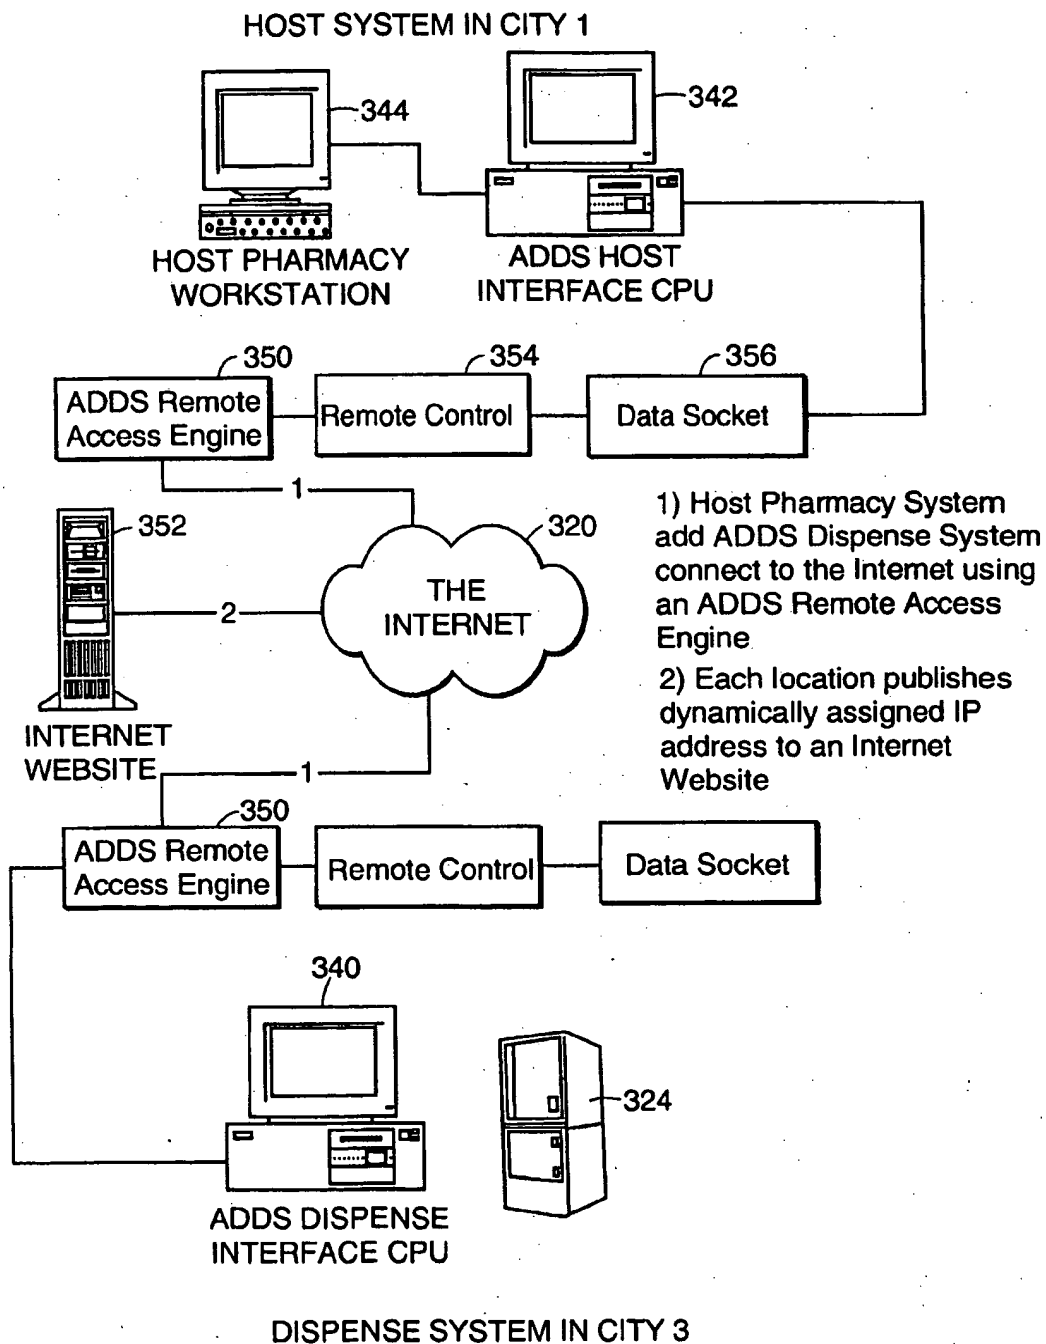 HOST SYSTEM IN CITY 1
344
342
HOST PHARMACY
WORKSTATION
ADDS HOST
INTERFACE CPU
350
354
356
ADDS Remote
Access Engine
Remote Control
Data Socket
1
352
320
2
THE
INTERNET
1) Host Pharmacy System
add ADDS Dispense System
connect to the Internet using
an ADDS Remote Access
Engine
2) Each location publishes
dynamically assigned IP
address to an Internet
Website
INTERNET
WEBSITE
1
350
ADDS Remote
Access Engine
Remote Control
Data Socket
340
324
ADDS DISPENSE
INTERFACE CPU
DISPENSE SYSTEM IN CITY 3